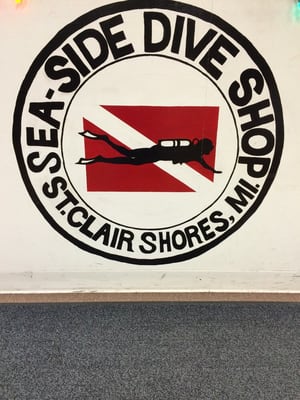 SEA-SIDE DIVE SHOP
ST.CLAIR SHORES, MI.